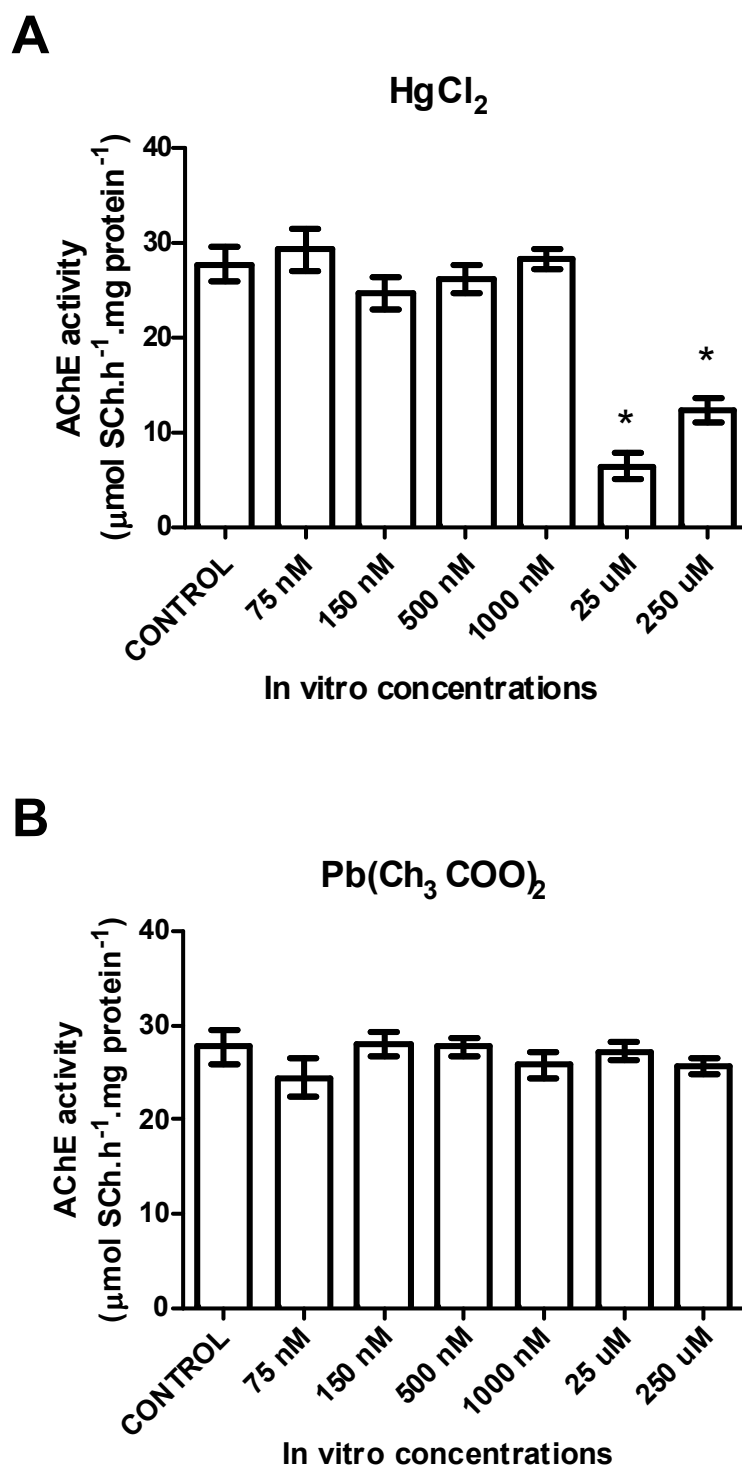 A
HgCl₂
AChE activity
(μmol SCh.h⁻¹.mg protein⁻¹)
40
30
20
10
0
*
*
CONTROL
75 nM
150 nM
500 nM
1000 nM
25 uM
250 uM
In vitro concentrations
B
Pb(Ch₃ COO)₂
AChE activity
(μmol SCh.h⁻¹.mg protein⁻¹)
40
30
20
10
0
CONTROL
75 nM
150 nM
500 nM
1000 nM
25 uM
250 uM
In vitro concentrations